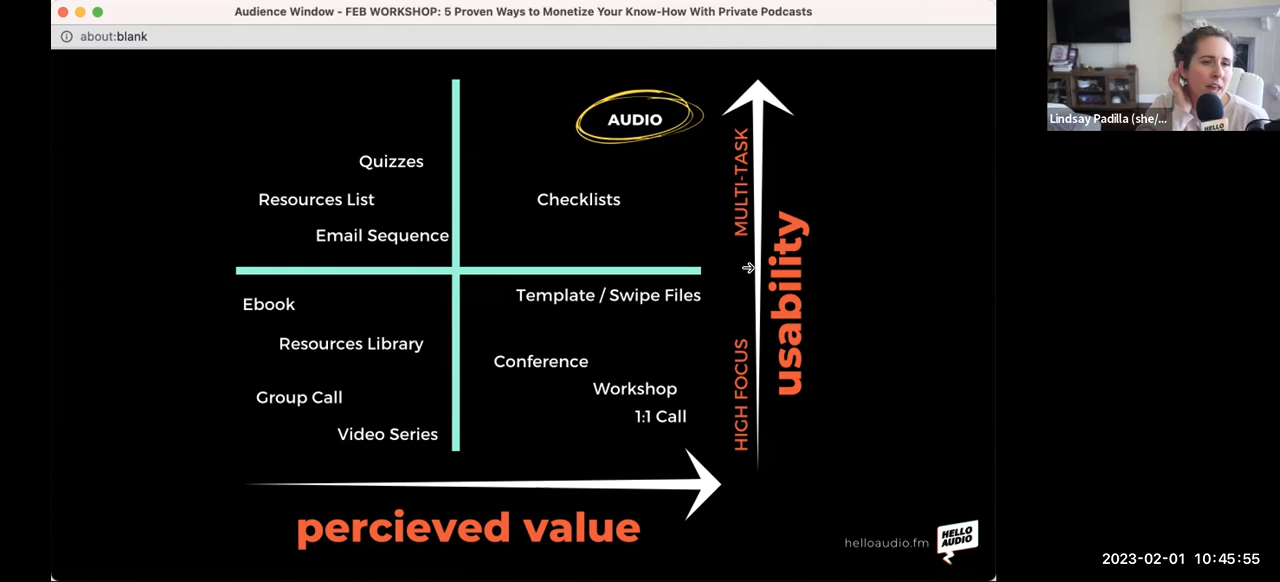 Audience Window - FEB WORKSHOP: 5 Proven Ways to Monetize Your Know-How With Private Podcasts
about:blank
AUDIO
Quizzes
Resources List
Checklists
Email Sequence
MULTI-TASK
usability
Ebook
Template / Swipe Files
Resources Library
Conference
Group Call
Workshop
1:1 Call
Video Series
HIGH FOCUS
percieved value
helloaudio.fm
HELLO
AUDIO
Lindsay Padilla (she/...
HELLO
2023-02-01 10:45:55